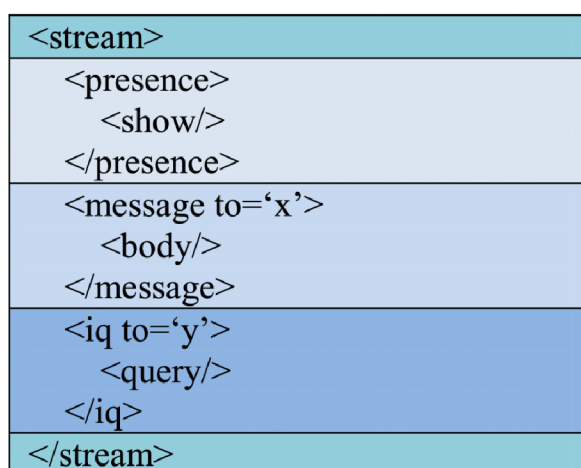 <stream>
<presence>
<show/>
</presence>
<message to=‘x’>
<body/>
</message>
<iq to=‘y’>
<query/>
</iq>
</stream>